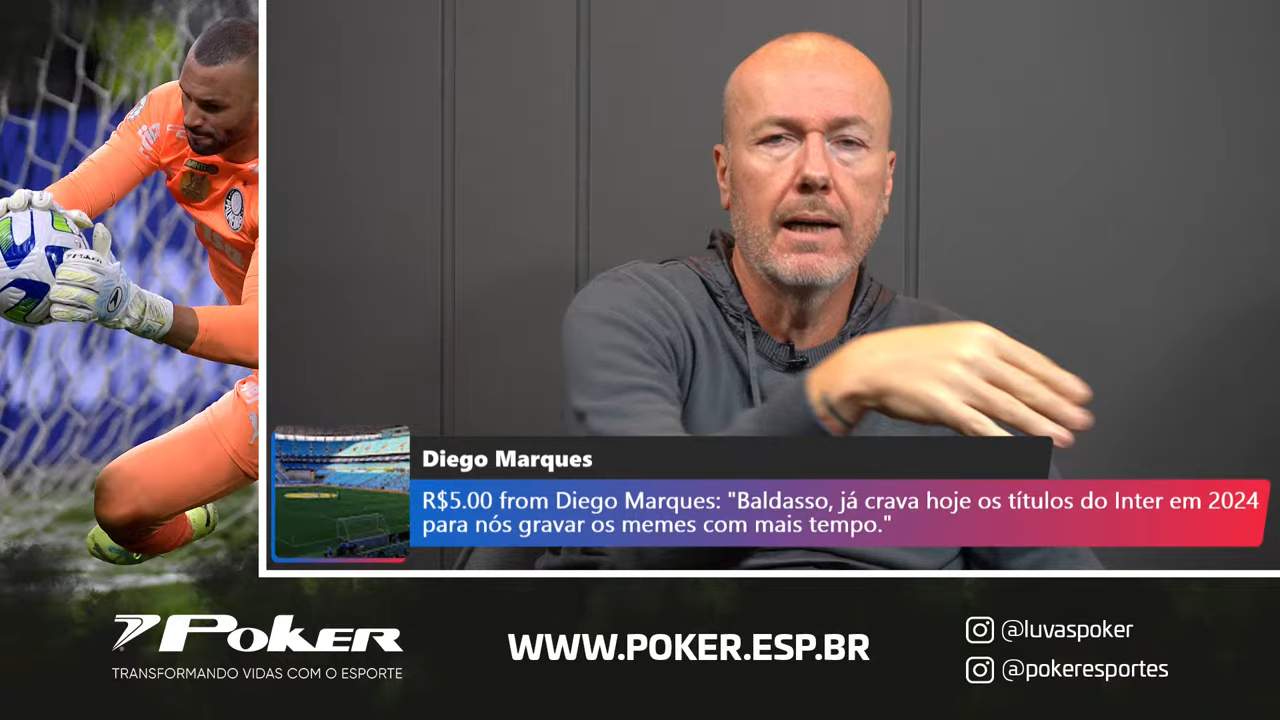 Diego Marques
R$5.00 from Diego Marques: "Baldasso, já crava hoje os títulos do Inter em 2024
para nós gravar os memes com mais tempo."
POKER
TRANSFORMANDO VIDAS COM O ESPORTE
WWW.POKER.ESP.BR
@luvaspoker
@pokeresportes